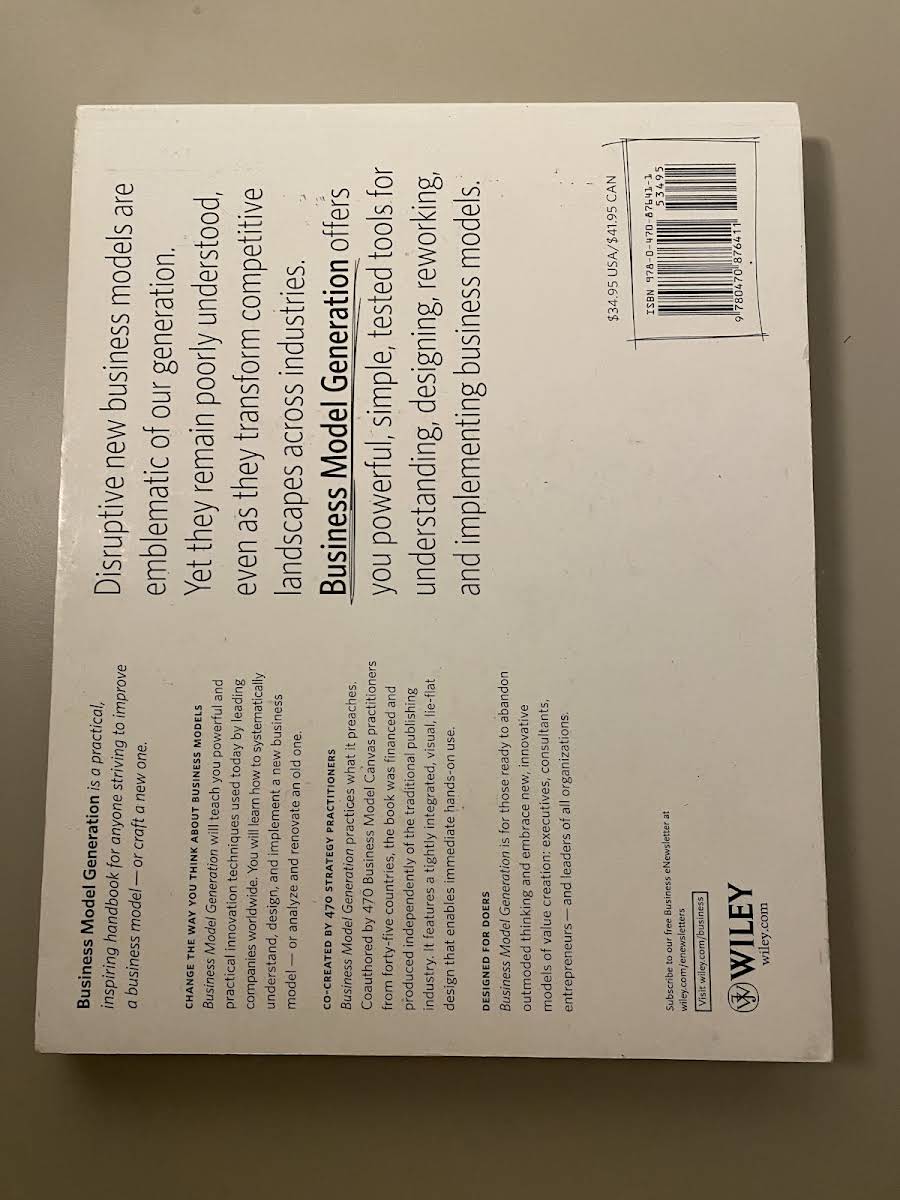 Business Model Generation is a practical,
inspiring handbook for anyone striving to improve
a business model — or craft a new one.
CHANGE THE WAY YOU THINK ABOUT BUSINESS MODELS
Business Model Generation will teach you powerful and
practical innovation techniques used today by leading
companies worldwide. You will learn how to systematically
understand, design, and implement a new business
model — or analyze and renovate an old one.
CO-CREATED BY 470 STRATEGY PRACTITIONERS
Business Model Generation practices what it preaches.
Coauthored by 470 Business Model Canvas practitioners
from forty-five countries, the book was financed and
produced independently of the traditional publishing
industry. It features a tightly integrated, visual, lie-flat
design that enables immediate hands-on use.
DESIGNED FOR DOERS
Business Model Generation is for those ready to abandon
outmoded thinking and embrace new, innovative
models of value creation: executives, consultants,
entrepreneurs — and leaders of all organizations.
Subscribe to our free Business eNewsletter at
wiley.com/enewsletters
Visit wiley.com/business
WILEY
wiley.com
Disruptive new business models are
emblematic of our generation.
Yet they remain poorly understood,
even as they transform competitive
landscapes across industries.
Business Model Generation offers
you powerful, simple, tested tools for
understanding, designing, reworking,
and implementing business models.
$34.95 USA/$41.95 CAN
ISBN 978-0-470-87641-1
53495
9 780470 876411